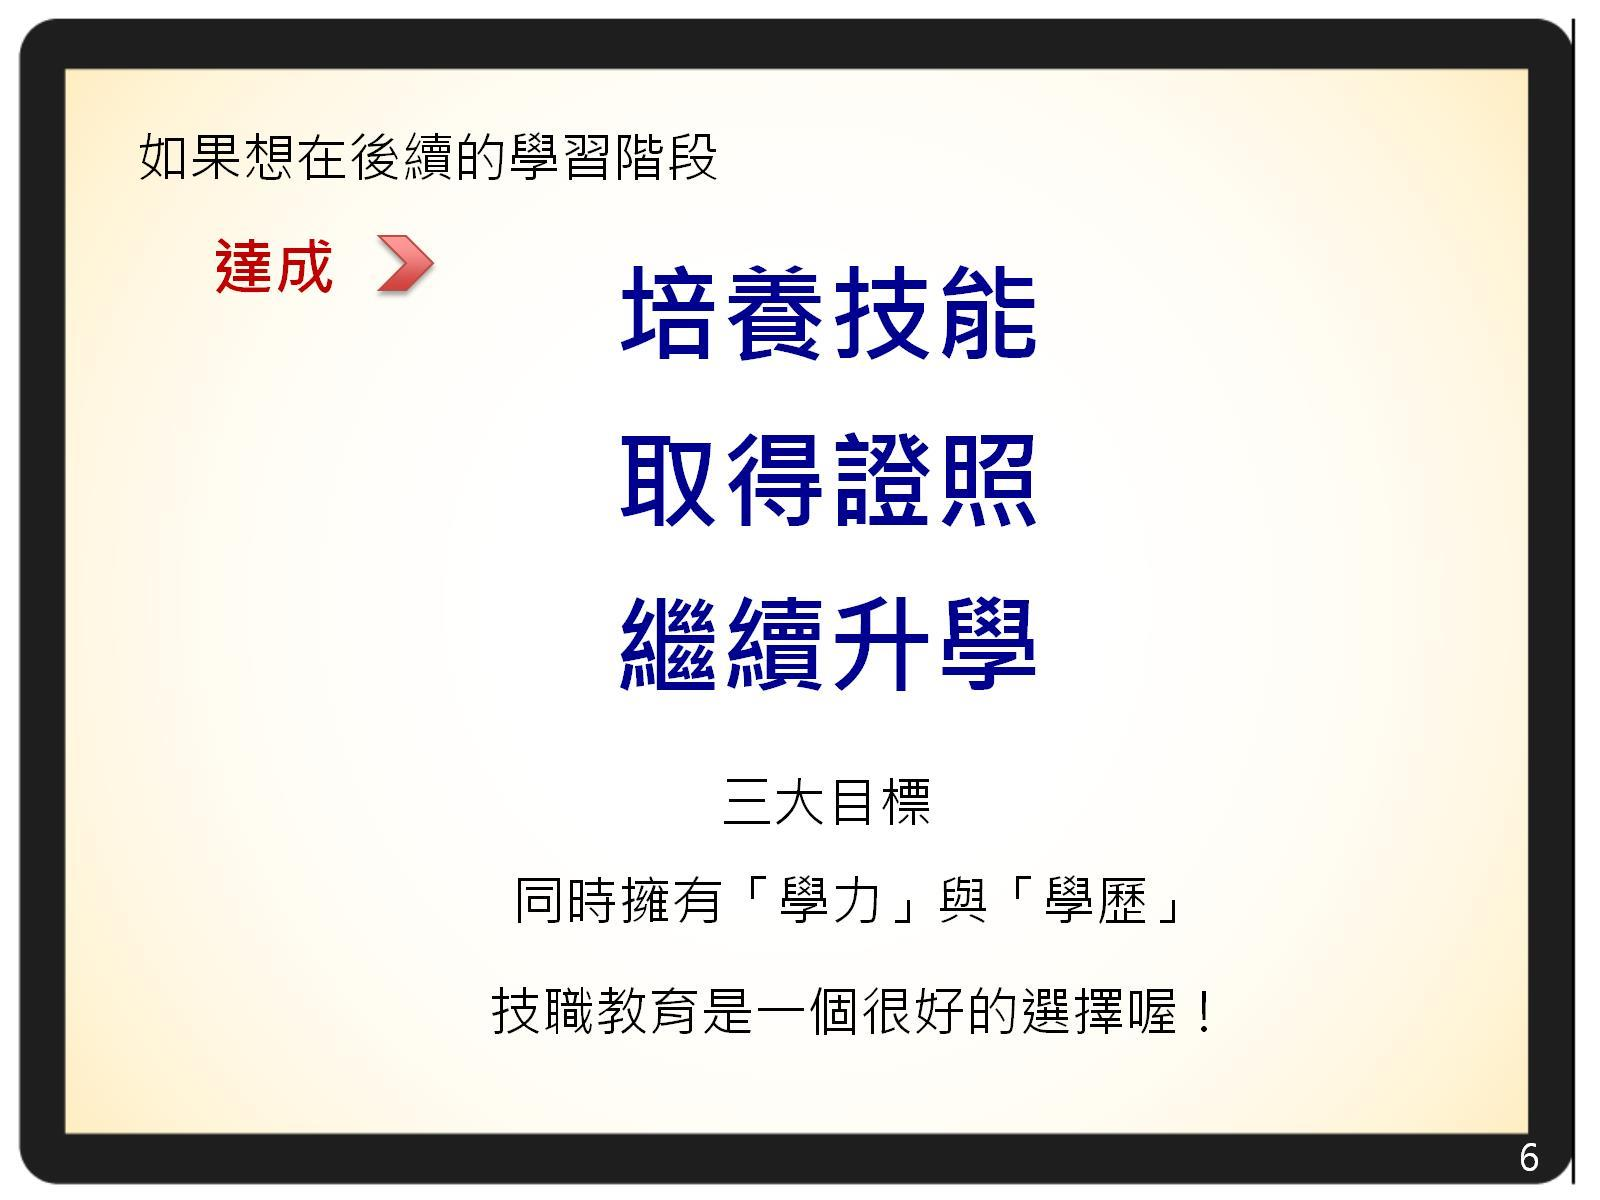 如果想在後續的學習階段
達成
培養技能
取得證照
繼續升學
三大目標
同時擁有「學力」與「學歷」
技職教育是一個很好的選擇喔！
6